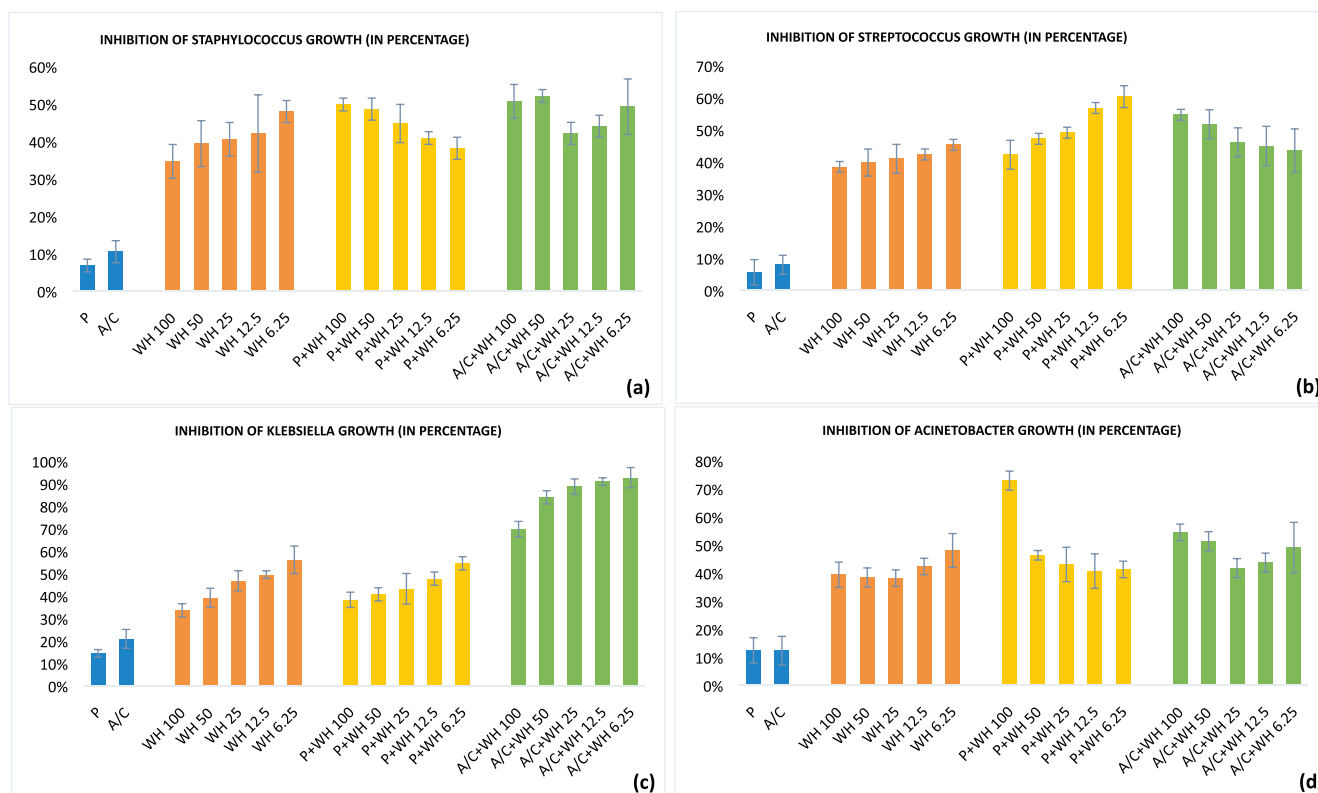 INHIBITION OF STAPHYLOCOCCUS GROWTH (IN PERCENTAGE)
60%
50%
40%
30%
20%
10%
0%
P
A/C
WH 100
WH 50
WH 25
WH 12.5
WH 6.25
P+WH 100
P+WH 50
P+WH 25
P+WH 12.5
P+WH 6.25
A/C+WH 100
A/C+WH 50
A/C+WH 25
A/C+WH 12.5
A/C+WH 6.25
(a)
INHIBITION OF STREPTOCOCCUS GROWTH (IN PERCENTAGE)
70%
60%
50%
40%
30%
20%
10%
0%
P
A/C
WH 100
WH 50
WH 25
WH 12.5
WH 6.25
P+WH 100
P+WH 50
P+WH 25
P+WH 12.5
P+WH 6.25
A/C+WH 100
A/C+WH 50
A/C+WH 25
A/C+WH 12.5
A/C+WH 6.25
(b)
INHIBITION OF KLEBSIELLA GROWTH (IN PERCENTAGE)
100%
90%
80%
70%
60%
50%
40%
30%
20%
10%
0%
P
A/C
WH 100
WH 50
WH 25
WH 12.5
WH 6.25
P+WH 100
P+WH 50
P+WH 25
P+WH 12.5
P+WH 6.25
A/C+WH 100
A/C+WH 50
A/C+WH 25
A/C+WH 12.5
A/C+WH 6.25
(c)
INHIBITION OF ACINETOBACTER GROWTH (IN PERCENTAGE)
80%
70%
60%
50%
40%
30%
20%
10%
0%
P
A/C
WH 100
WH 50
WH 25
WH 12.5
WH 6.25
P+WH 100
P+WH 50
P+WH 25
P+WH 12.5
P+WH 6.25
A/C+WH 100
A/C+WH 50
A/C+WH 25
A/C+WH 12.5
A/C+WH 6.25
(d